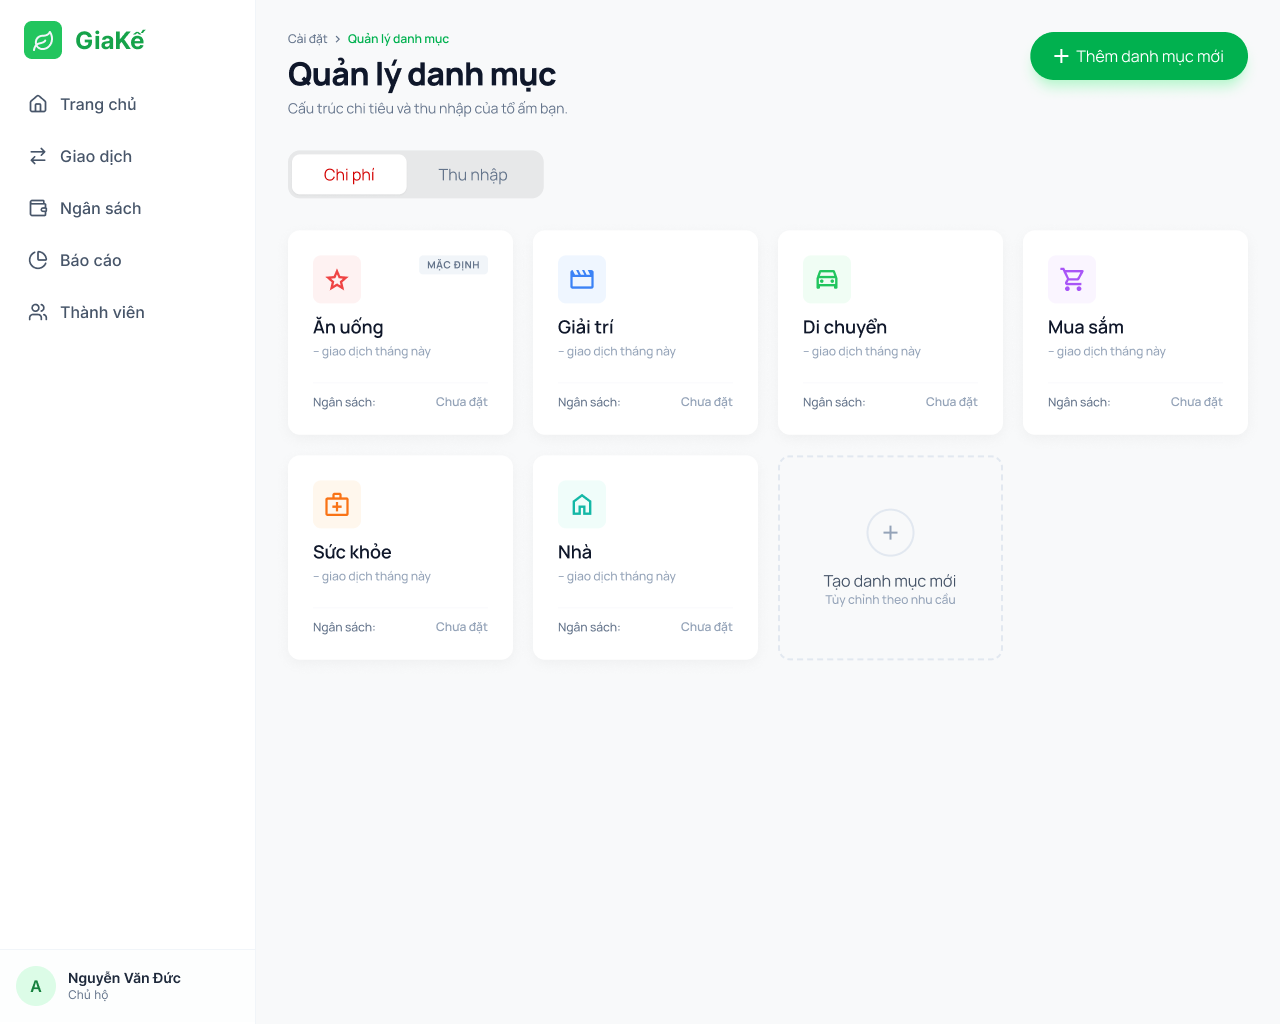 GiaKế
Trang chủ
Giao dịch
Ngân sách
Báo cáo
Thành viên
A
Nguyễn Văn Đức
Chủ hộ
Cài đặt > Quản lý danh mục
Quản lý danh mục
Cấu trúc chi tiêu và thu nhập của tổ ấm bạn.
+ Thêm danh mục mới
Chi phí
Thu nhập
MẶC ĐỊNH
Ăn uống
– giao dịch tháng này
Ngân sách: Chưa đặt
Giải trí
– giao dịch tháng này
Ngân sách: Chưa đặt
Di chuyển
– giao dịch tháng này
Ngân sách: Chưa đặt
Mua sắm
– giao dịch tháng này
Ngân sách: Chưa đặt
Sức khỏe
– giao dịch tháng này
Ngân sách: Chưa đặt
Nhà
– giao dịch tháng này
Ngân sách: Chưa đặt
Tạo danh mục mới
Tùy chỉnh theo nhu cầu